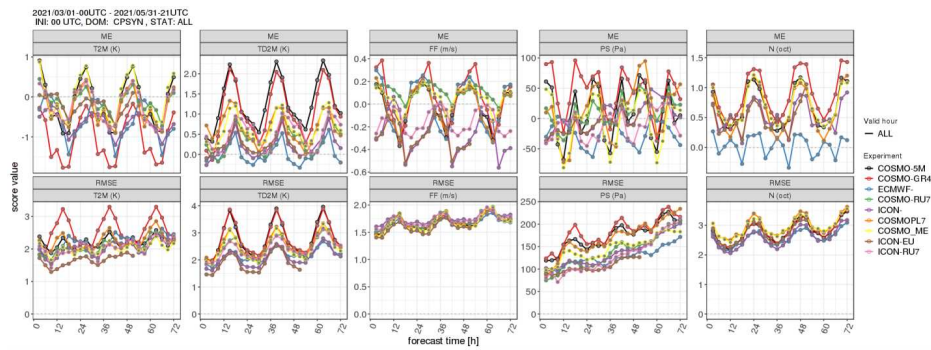 2021/03/01-00UTC - 2021/05/31-21UTC
INI: 00 UTC, DOM: CPSYN , STAT: ALL
ME
ME
ME
ME
ME
T2M (K)
TD2M (K)
FF (m/s)
PS (Pa)
N (oct)
1
0
-1
2.0
1.5
1.0
0.5
0.0
0.4
0.2
0.0
-0.2
-0.4
-0.6
100
50
0
-50
1.5
1.0
0.5
0.0
score value
RMSE
RMSE
RMSE
RMSE
RMSE
T2M (K)
TD2M (K)
FF (m/s)
PS (Pa)
N (oct)
3
2
1
0
4
3
2
1
0
2.0
1.5
1.0
0.5
0.0
250
200
150
100
50
0
3
2
1
0
0 12 24 36 48 60 72
0 12 24 36 48 60 72
0 12 24 36 48 60 72
0 12 24 36 48 60 72
0 12 24 36 48 60 72
forecast time [h]
Valid hour
ALL
Experiment
COSMO-5M
COSMO-GR4
ECMWF-
COSMO-RU7
ICON-
COSMOPL7
COSMO_ME
ICON-EU
ICON-RU7